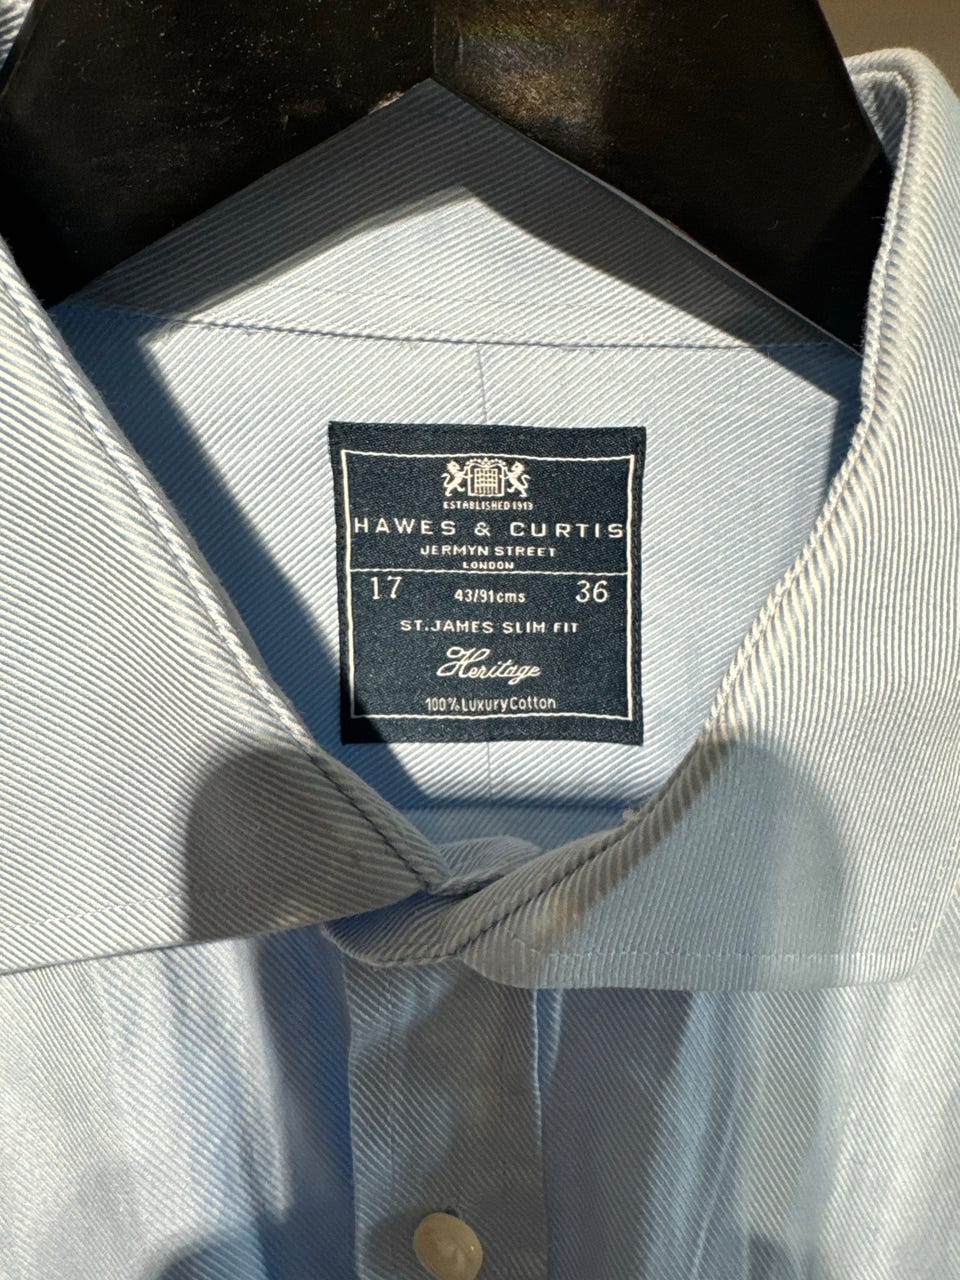 ESTABLISHED 1913
HAWES & CURTIS
JERMYN STREET
LONDON
17 43/91cms 36
ST.JAMES SLIM FIT
Heritage
100% Luxury Cotton